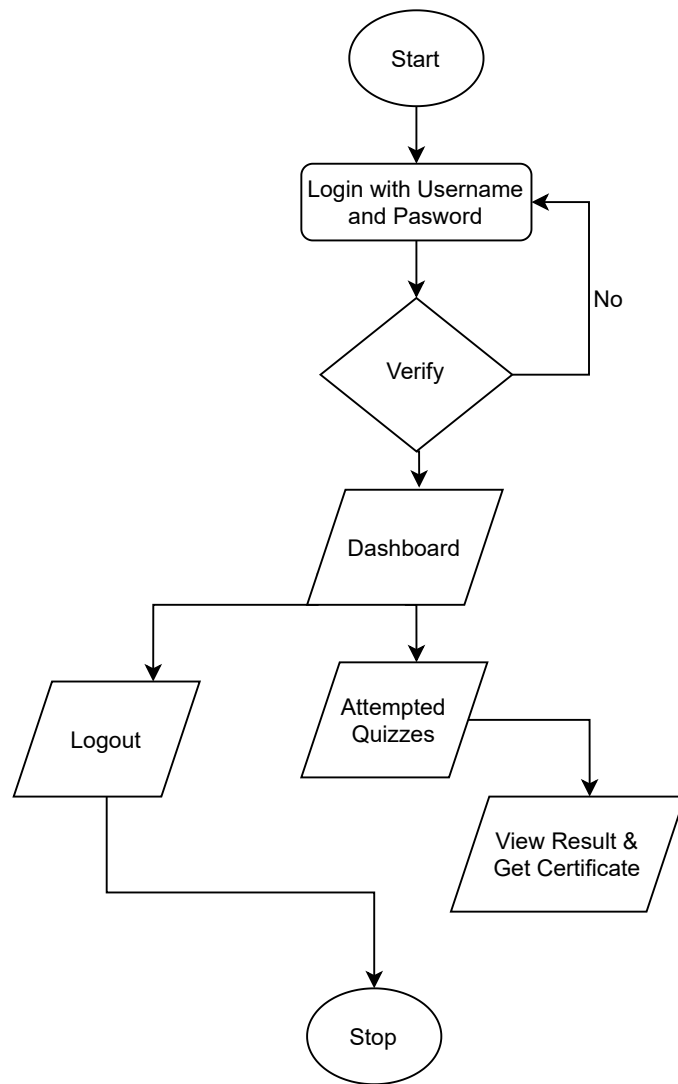 Start
Login with Username
and Pasword
No
Verify
Dashboard
Logout
Attempted
Quizzes
View Result &
Get Certificate
Stop